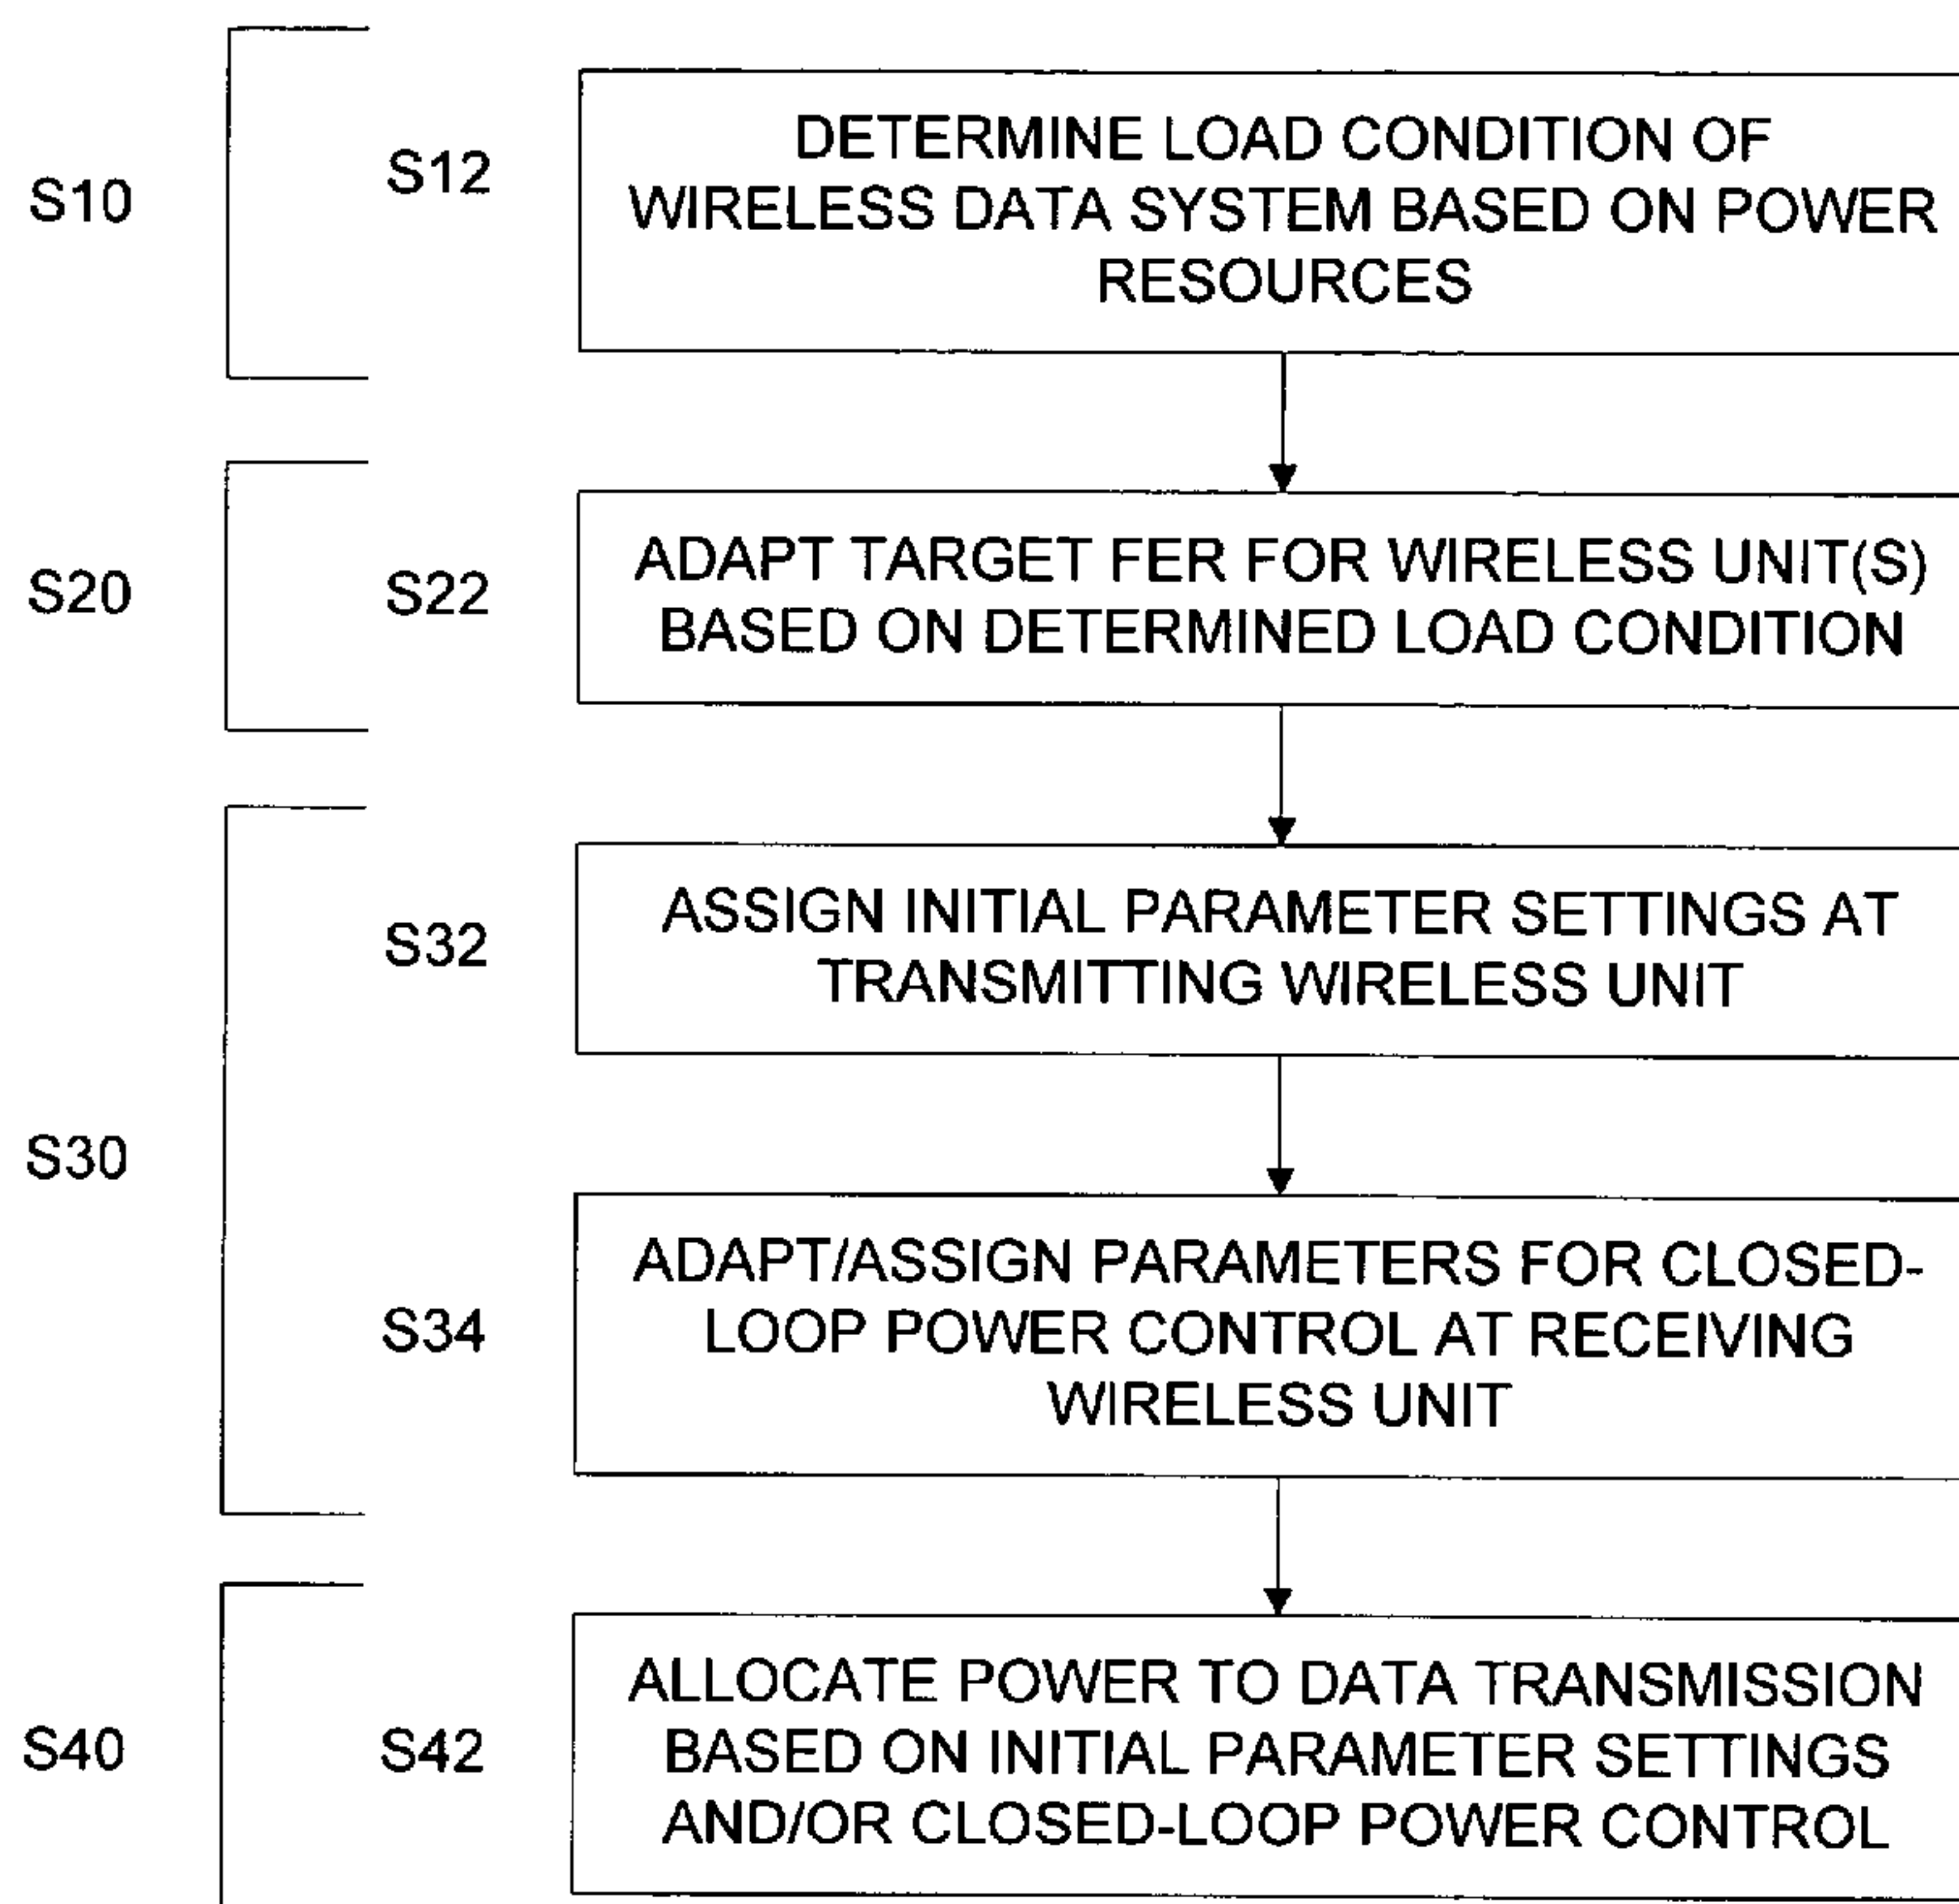 S10
S12
DETERMINE LOAD CONDITION OF
WIRELESS DATA SYSTEM BASED ON POWER
RESOURCES
S20
S22
ADAPT TARGET FER FOR WIRELESS UNIT(S)
BASED ON DETERMINED LOAD CONDITION
S30
S32
ASSIGN INITIAL PARAMETER SETTINGS AT
TRANSMITTING WIRELESS UNIT
S34
ADAPT/ASSIGN PARAMETERS FOR CLOSED-
LOOP POWER CONTROL AT RECEIVING
WIRELESS UNIT
S40
S42
ALLOCATE POWER TO DATA TRANSMISSION
BASED ON INITIAL PARAMETER SETTINGS
AND/OR CLOSED-LOOP POWER CONTROL